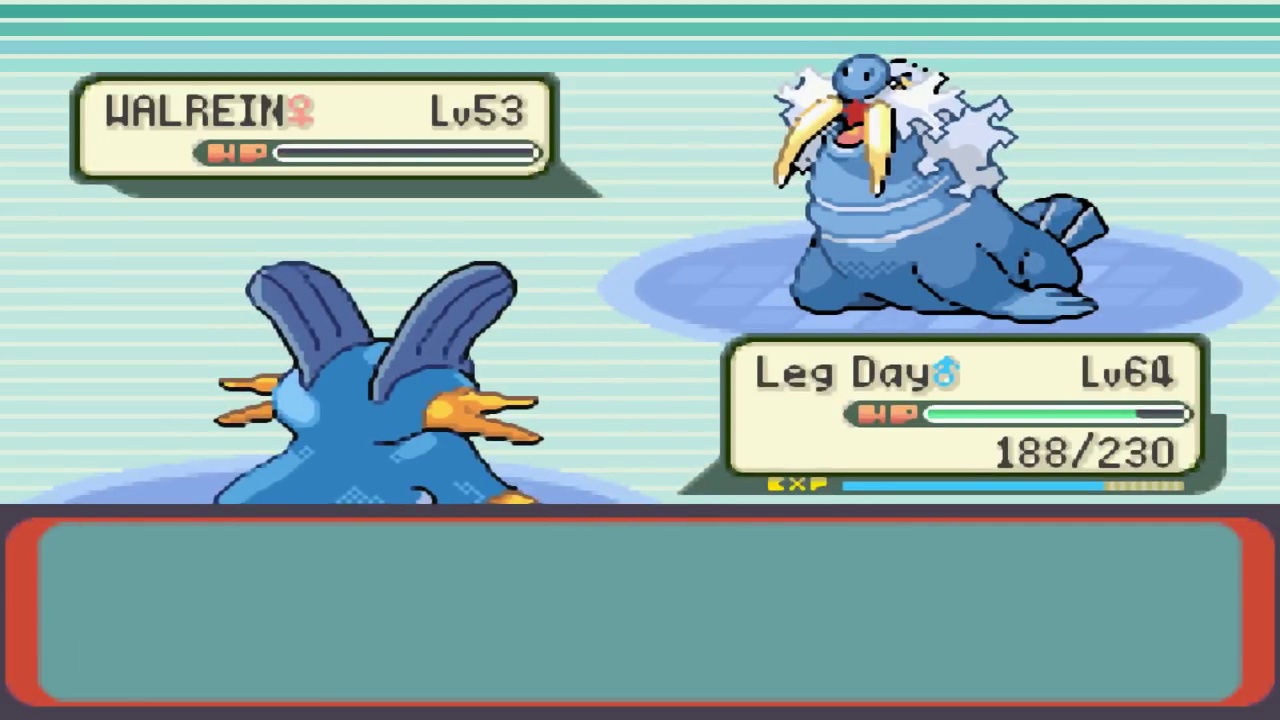 WALREIN♀ Lv53
HP
Leg Day♂ Lv64
HP
188/230
EXP